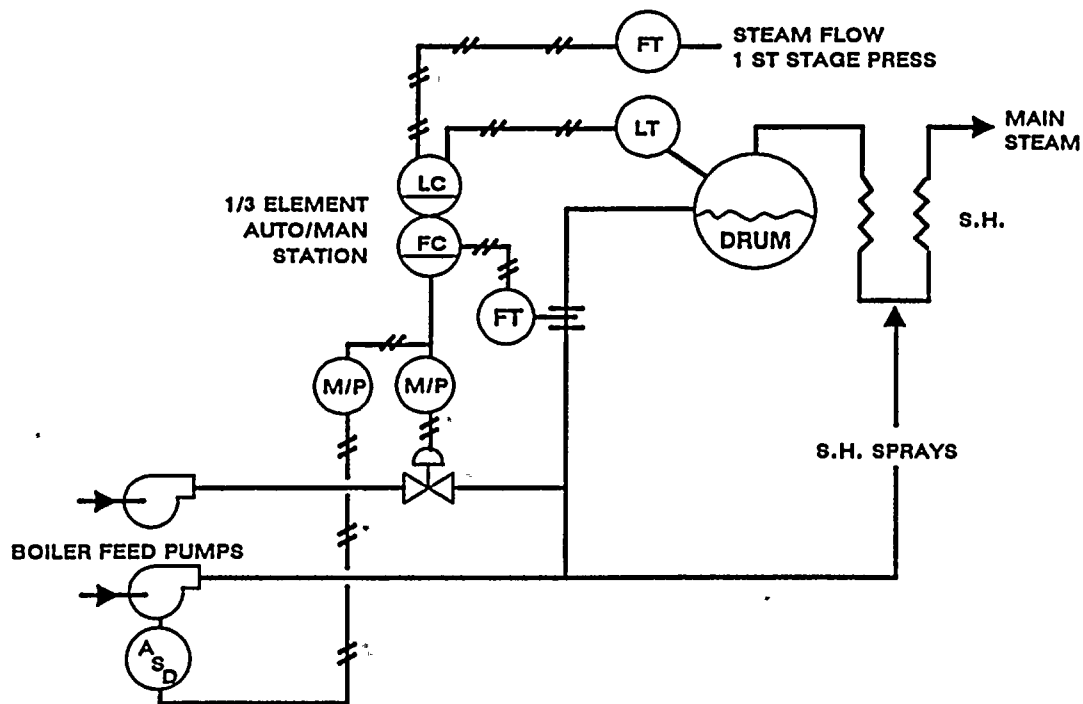 FT
STEAM FLOW
1 ST STAGE PRESS
LT
MAIN
STEAM
LC
1/3 ELEMENT
AUTO/MAN
STATION
FC
DRUM
S.H.
FT
M/P
M/P
S.H. SPRAYS
BOILER FEED PUMPS
A
S
D